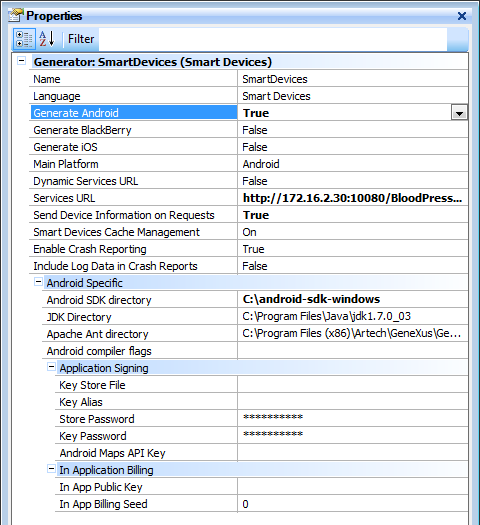 Properties
Filter
Generator: SmartDevices (Smart Devices)
Name SmartDevices
Language Smart Devices
Generate Android True
Generate BlackBerry False
Generate iOS False
Main Platform Android
Dynamic Services URL False
Services URL http://172.16.2.30:10080/BloodPress...
Send Device Information on Requests True
Smart Devices Cache Management On
Enable Crash Reporting True
Include Log Data in Crash Reports False
Android Specific
Android SDK directory C:\android-sdk-windows
JDK Directory C:\Program Files\Java\jdk1.7.0_03
Apache Ant directory C:\Program Files (x86)\Artech\GeneXus\Ge...
Android compiler flags
Application Signing
Key Store File
Key Alias
Store Password **********
Key Password **********
Android Maps API Key
In Application Billing
In App Public Key
In App Billing Seed 0